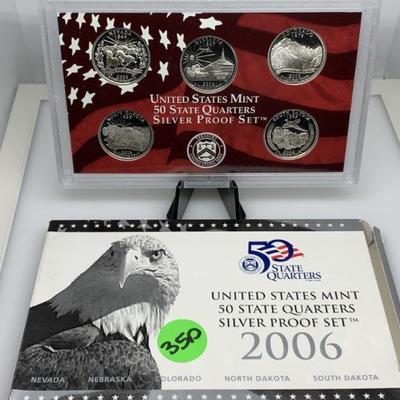 UNITED STATES MINT
50 STATE QUARTERS
SILVER PROOF SET™
50
STATE
QUARTERS
UNITED STATES MINT
50 STATE QUARTERS
SILVER PROOF SET™
2006
350
NEVADA NEBRASKA COLORADO NORTH DAKOTA SOUTH DAKOTA